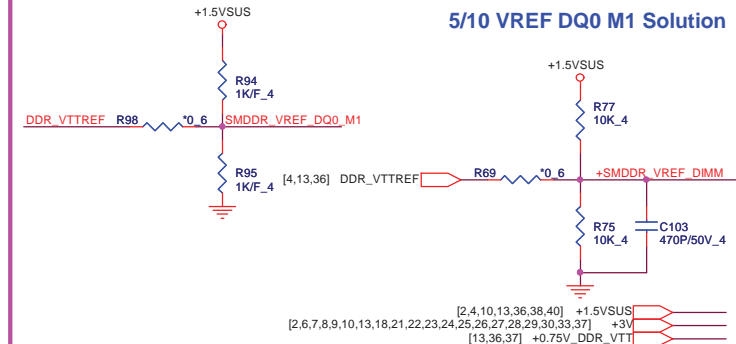 5/10 VREF DQ0 M1 Solution
+1.5VSUS
R94
1K/F_4
DDR_VTTREF R98 *0_6 SMDDR_VREF_DQ0_M1
R95
1K/F_4
+1.5VSUS
R77
10K_4
[4,13,36] DDR_VTTREF R69 *0_6 +SMDDR_VREF_DIMM
R75
10K_4
C103
470P/50V_4
[2,4,10,13,36,38,40] +1.5VSUS
[2,6,7,8,9,10,13,18,21,22,23,24,25,26,27,28,29,30,33,37] +3V
[13,36,37] +0.75V_DDR_VTT